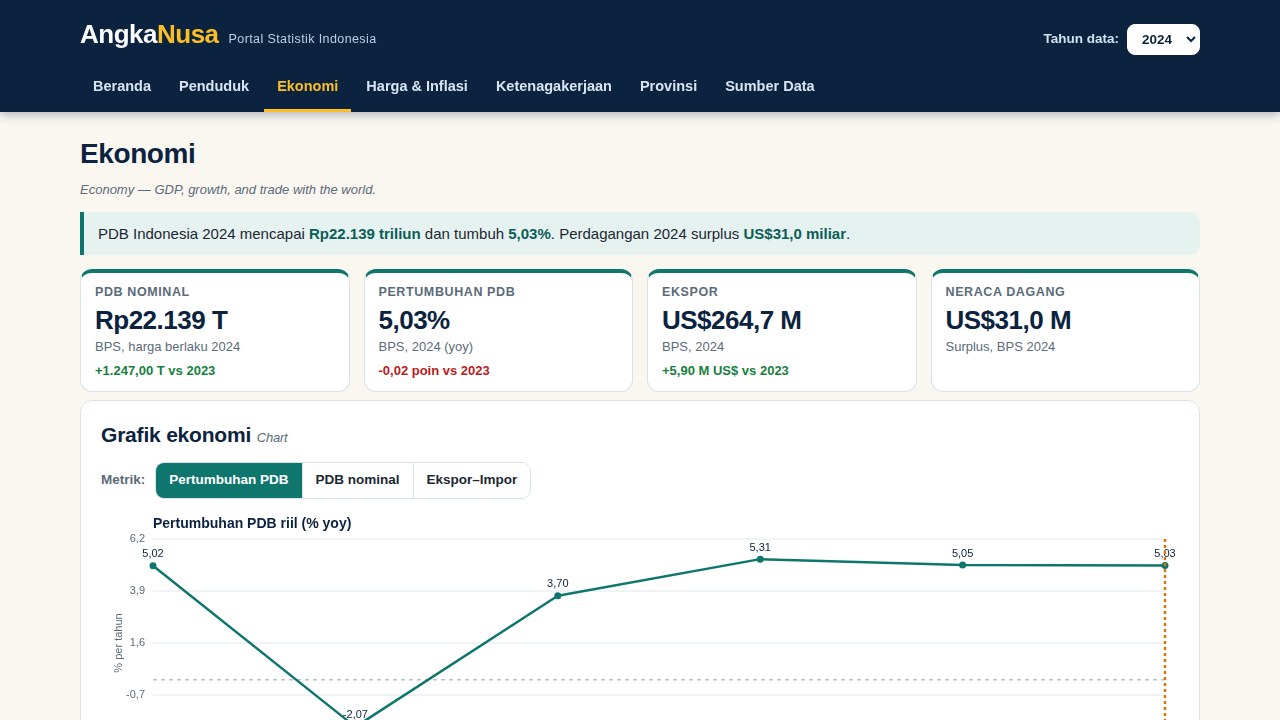 AngkaNusa Portal Statistik Indonesia
Tahun data: 2024
Beranda Penduduk Ekonomi Harga & Inflasi Ketenagakerjaan Provinsi Sumber Data
Ekonomi
Economy — GDP, growth, and trade with the world.
PDB Indonesia 2024 mencapai Rp22.139 triliun dan tumbuh 5,03%. Perdagangan 2024 surplus US$31,0 miliar.
PDB NOMINAL
Rp22.139 T
BPS, harga berlaku 2024
+1.247,00 T vs 2023
PERTUMBUHAN PDB
5,03%
BPS, 2024 (yoy)
-0,02 poin vs 2023
EKSPOR
US$264,7 M
BPS, 2024
+5,90 M US$ vs 2023
NERACA DAGANG
US$31,0 M
Surplus, BPS 2024
Grafik ekonomi Chart
Metrik: Pertumbuhan PDB PDB nominal Ekspor–Impor
Pertumbuhan PDB riil (% yoy)
6,2
3,9
1,6
-0,7
% per tahun
5,02
-2,07
3,70
5,31
5,05
5,03